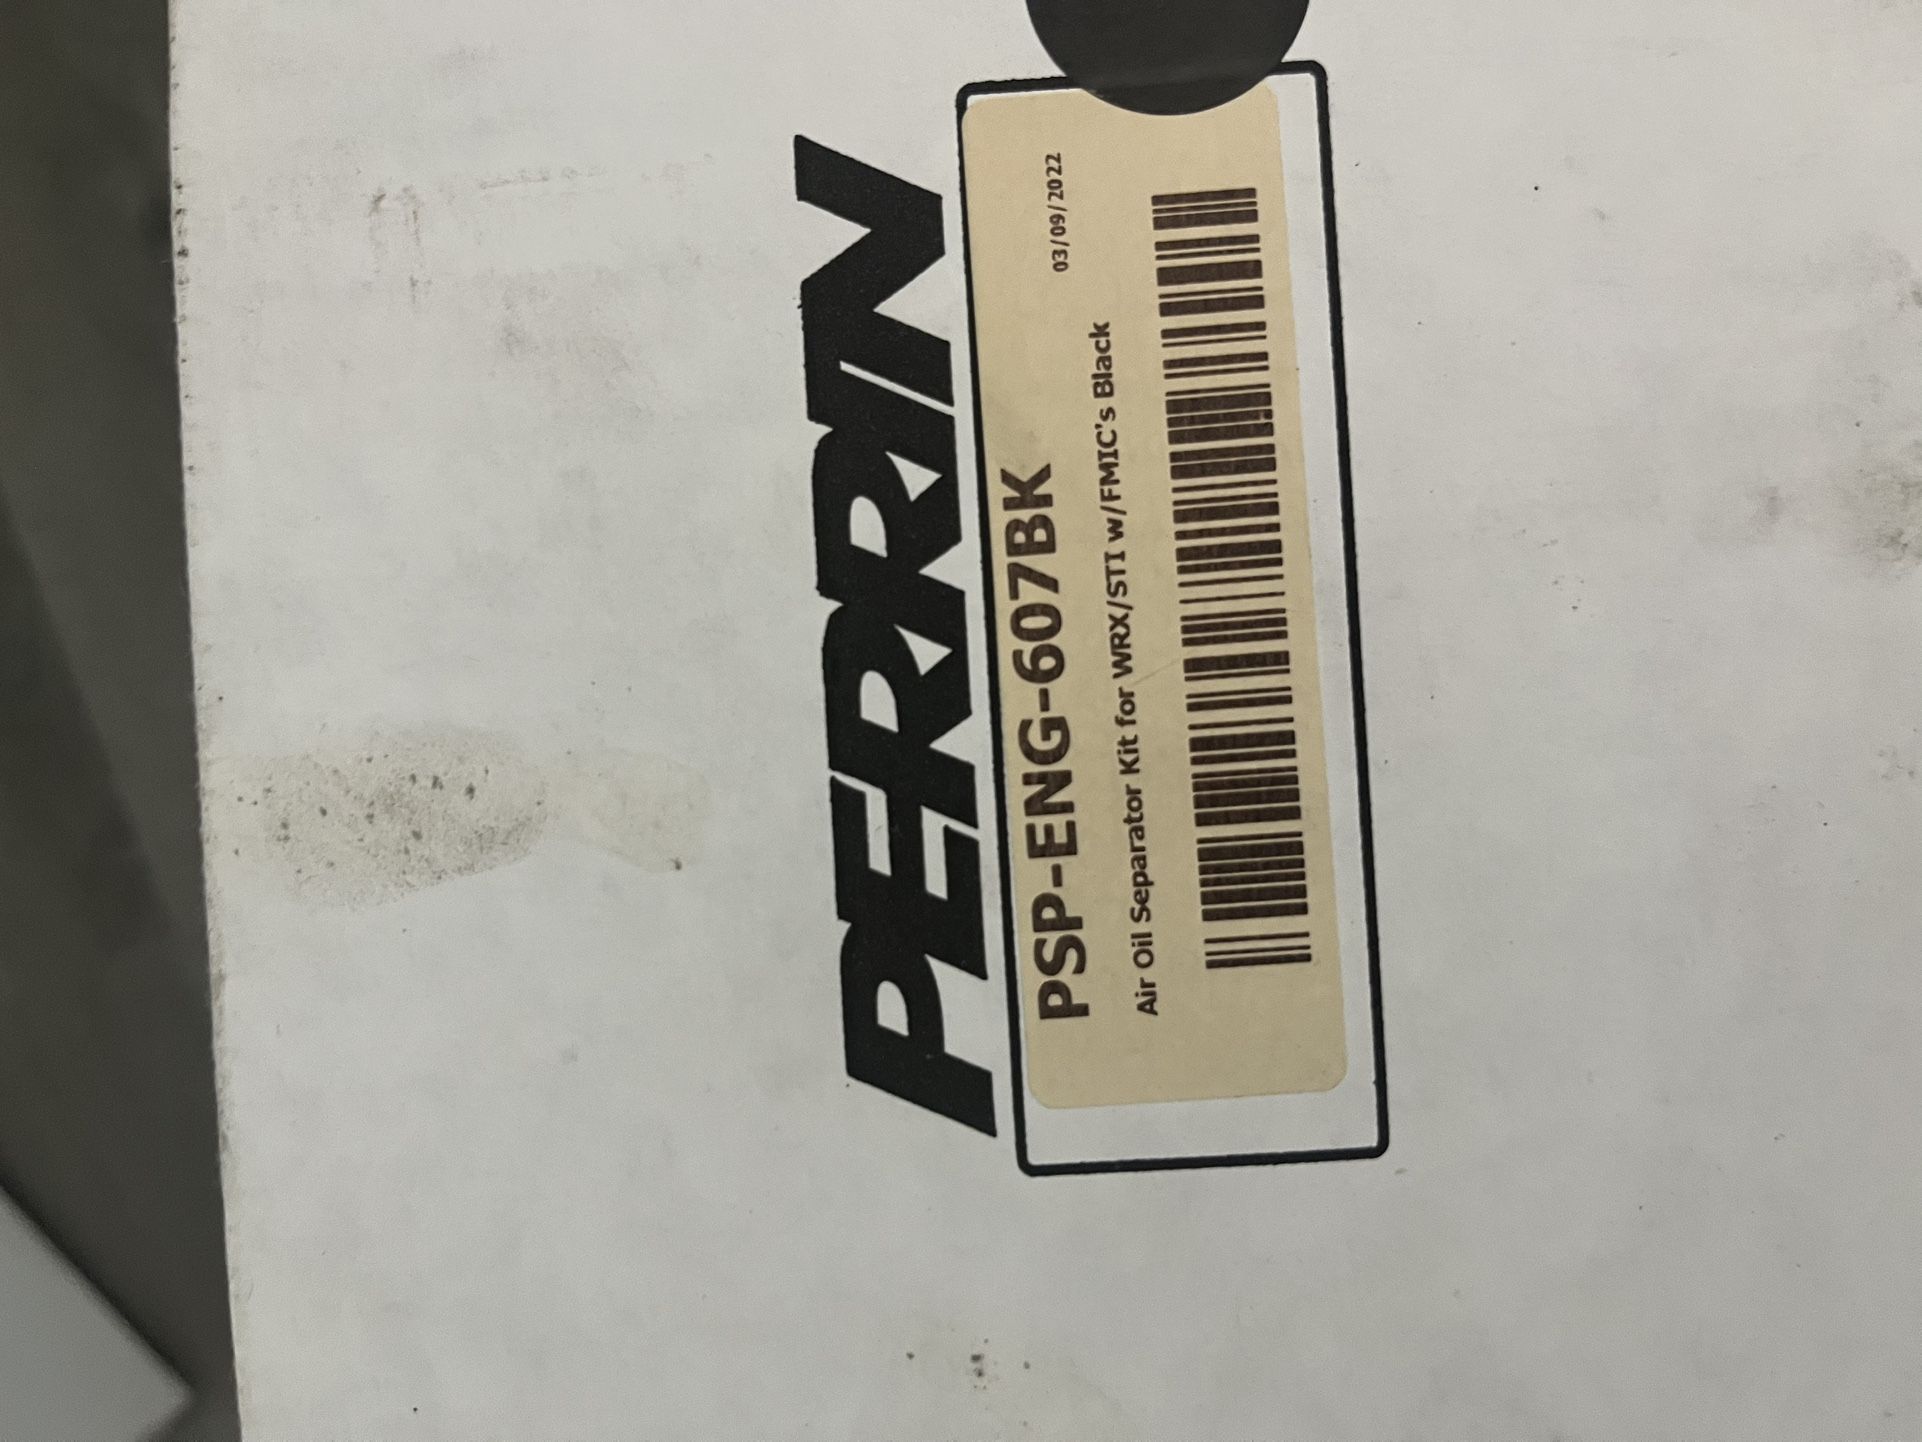 PERRIN
PSP-ENG-607BK
03/09/2022
Air Oil Separator Kit for WRX/STI w/FMIC's Black